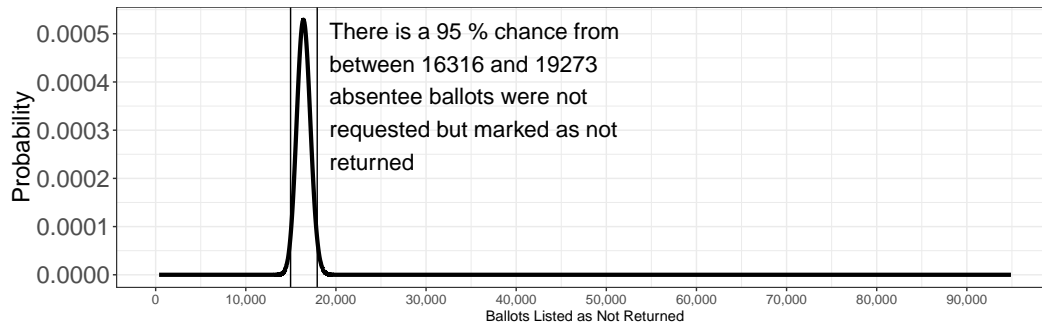 There is a 95 % chance from
between 16316 and 19273
absentee ballots were not
requested but marked as not
returned
Probability
0.0005
0.0004
0.0003
0.0002
0.0001
0.0000
0 10,000 20,000 30,000 40,000 50,000 60,000 70,000 80,000 90,000
Ballots Listed as Not Returned